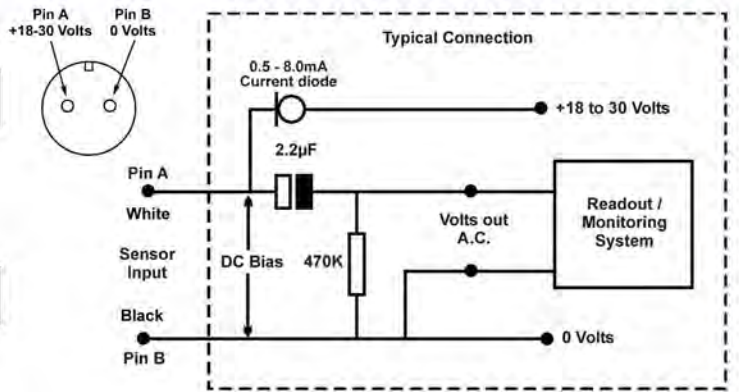 Pin A
+18-30 Volts
Pin B
0 Volts
Typical Connection
0.5 - 8.0mA
Current diode
+18 to 30 Volts
2.2µF
Pin A
White
Volts out
A.C.
Readout /
Monitoring
System
Sensor
Input
DC Bias
470K
Black
Pin B
0 Volts